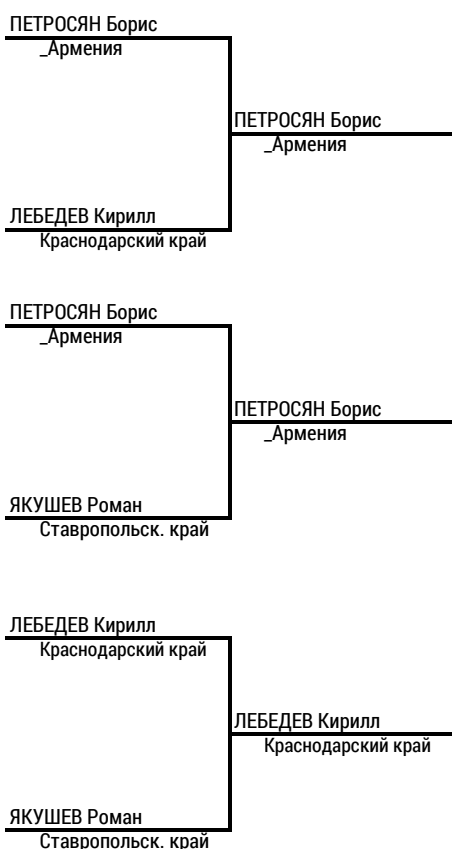 ПЕТРОСЯН Борис
_Армения
ПЕТРОСЯН Борис
_Армения
ЛЕБЕДЕВ Кирилл
Краснодарский край
ПЕТРОСЯН Борис
_Армения
ПЕТРОСЯН Борис
_Армения
ЯКУШЕВ Роман
Ставропольск. край
ЛЕБЕДЕВ Кирилл
Краснодарский край
ЛЕБЕДЕВ Кирилл
Краснодарский край
ЯКУШЕВ Роман
Ставропольск. край